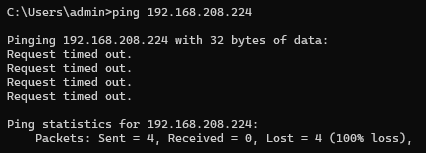 C:\Users\admin>ping 192.168.208.224
Pinging 192.168.208.224 with 32 bytes of data:
Request timed out.
Request timed out.
Request timed out.
Request timed out.
Ping statistics for 192.168.208.224:
    Packets: Sent = 4, Received = 0, Lost = 4 (100% loss),